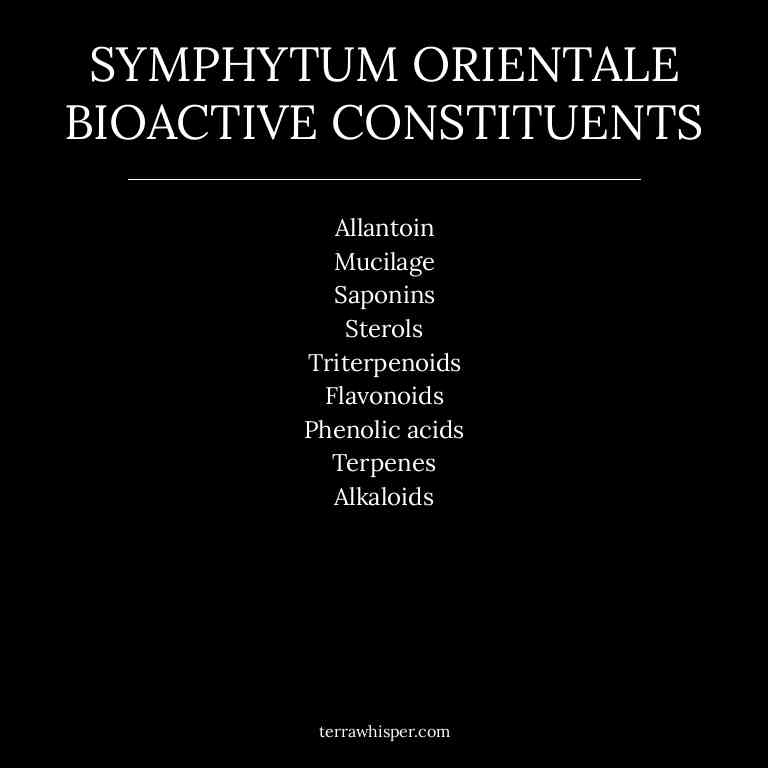 SYMPHYTUM ORIENTALE
BIOACTIVE CONSTITUENTS
Allantoin
Mucilage
Saponins
Sterols
Triterpenoids
Flavonoids
Phenolic acids
Terpenes
Alkaloids
terrawhisper.com